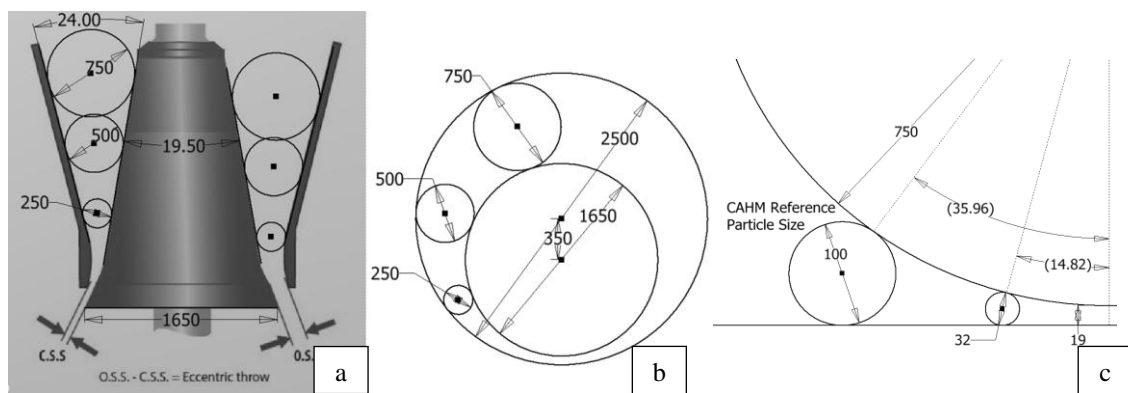 24.00
750
500
19.50
250
1650
C.S.S
O.S.
O.S.S. - C.S.S. = Eccentric throw
a
750
2500
500
1650
350
250
b
750
CAHM Reference
Particle Size
(35.96)
100
(14.82)
32
19
c